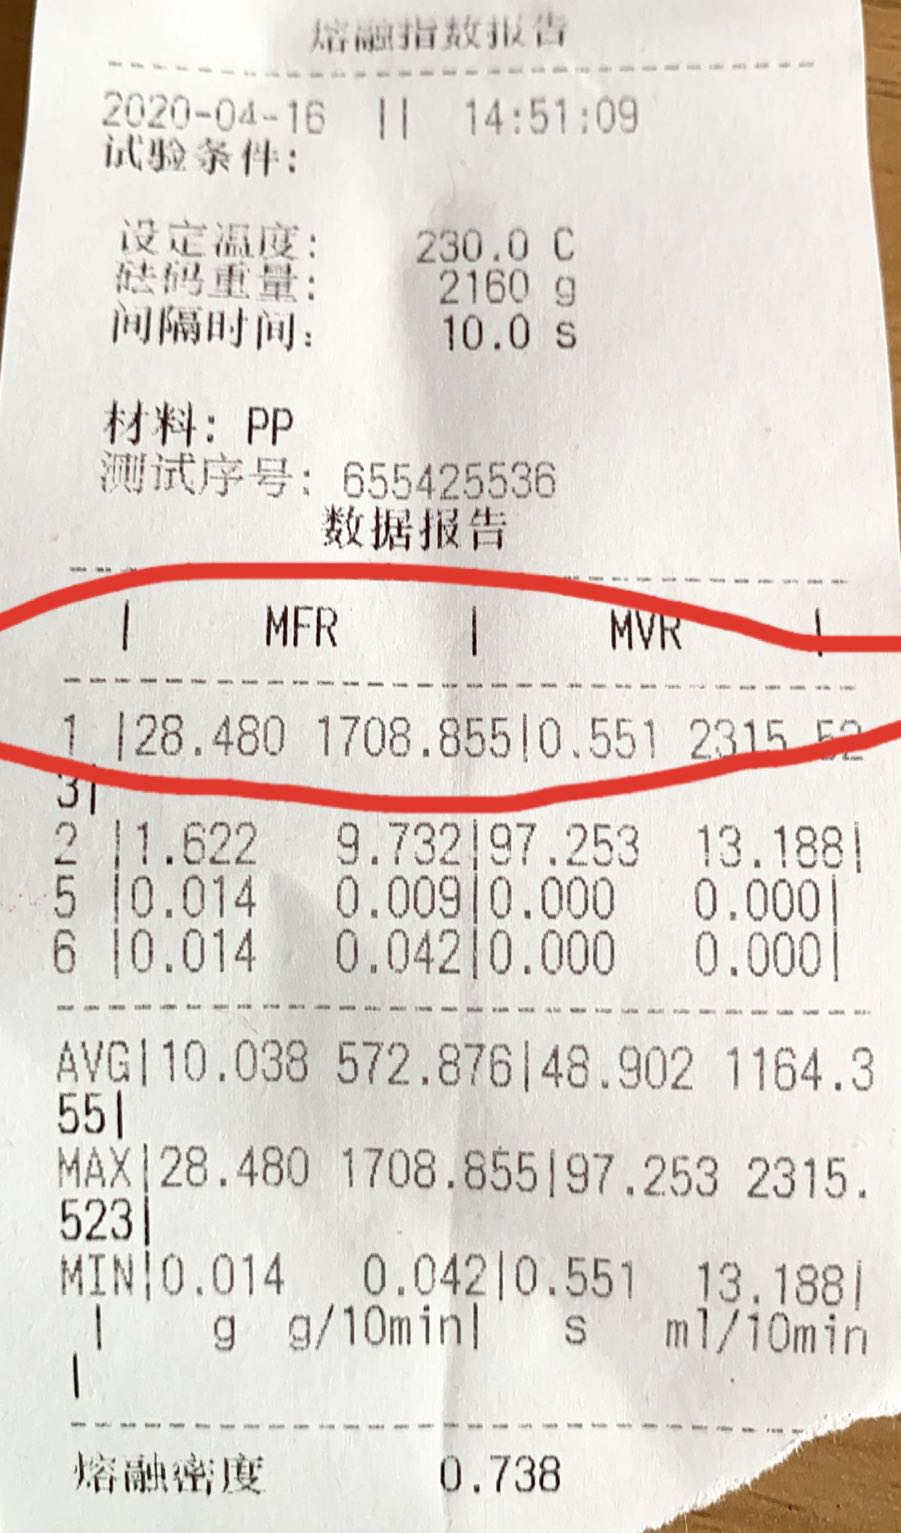 熔融指数报告
2020-04-16 || 14:51:09
试验条件:
设定温度: 230.0 C
砝码重量: 2160 g
间隔时间: 10.0 s
材料: PP
测试序号: 655425536
数据报告
| MFR | MVR |
1 |28.480 1708.855|0.551 2315.52
3|
2 |1.622 9.732|97.253 13.188|
5 |0.014 0.009|0.000 0.000|
6 |0.014 0.042|0.000 0.000|
AVG|10.038 572.876|48.902 1164.3
55|
MAX|28.480 1708.855|97.253 2315.
523|
MIN|0.014 0.042|0.551 13.188|
| g g/10min| s ml/10min
|
熔融密度 0.738